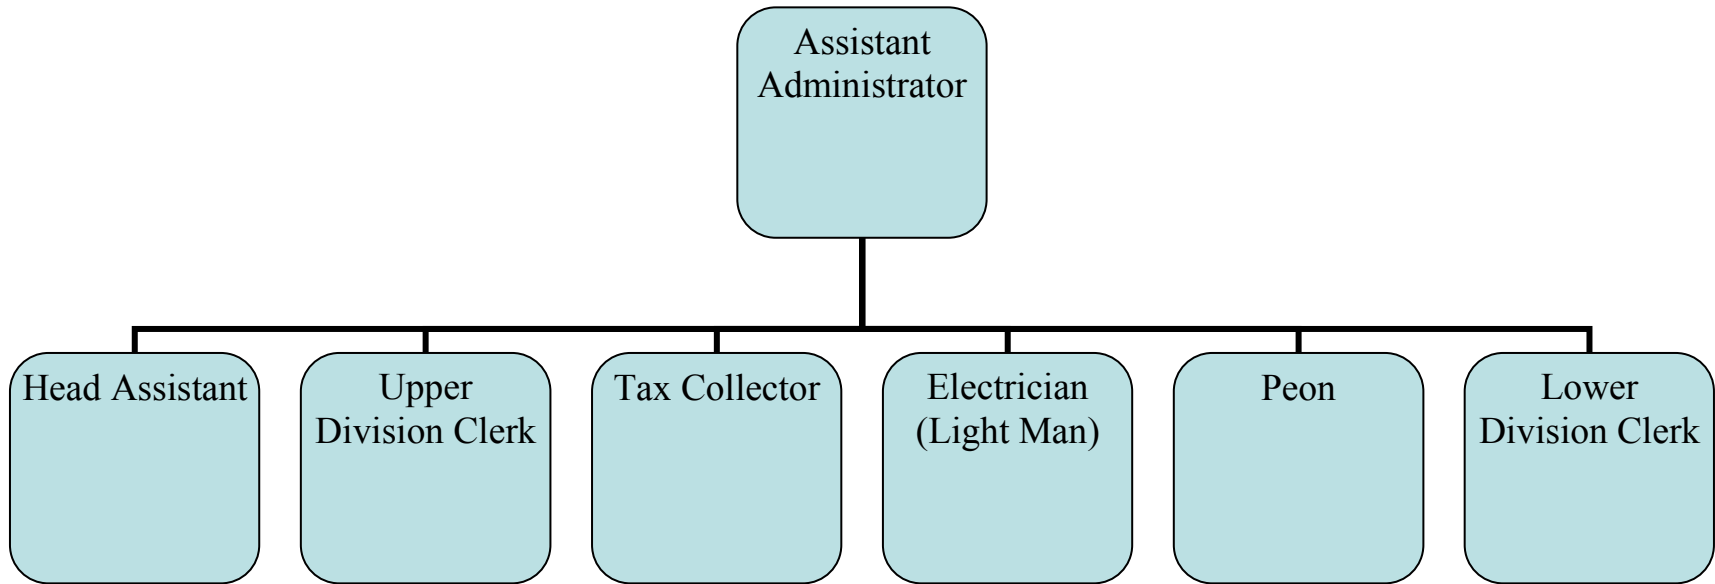 Assistant
Administrator
Head Assistant
Upper
Division Clerk
Tax Collector
Electrician
(Light Man)
Peon
Lower
Division Clerk